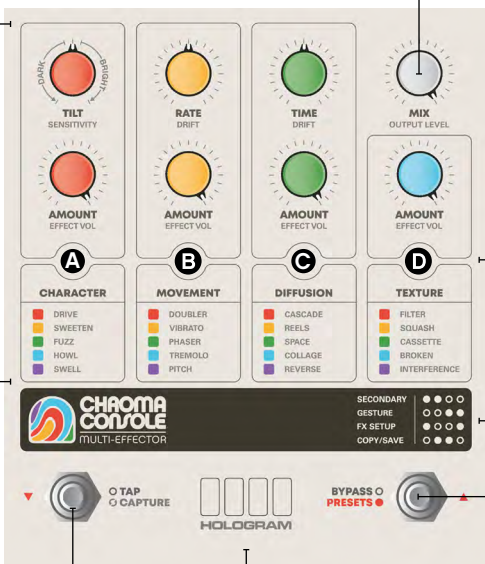 DARK
BRIGHT
TILT
SENSITIVITY
RATE
DRIFT
TIME
DRIFT
MIX
OUTPUT LEVEL
AMOUNT
EFFECT VOL
AMOUNT
EFFECT VOL
AMOUNT
EFFECT VOL
AMOUNT
EFFECT VOL
A
B
C
D
CHARACTER
DRIVE
SWEETEN
FUZZ
HOWL
SWELL
MOVEMENT
DOUBLER
VIBRATO
PHASER
TREMOLO
PITCH
DIFFUSION
CASCADE
REELS
SPACE
COLLAGE
REVERSE
TEXTURE
FILTER
SQUASH
CASSETTE
BROKEN
INTERFERENCE
CHROMA
CONSOLE
MULTI-EFFECTOR
SECONDARY
GESTURE
FX SETUP
COPY/SAVE
TAP
CAPTURE
HOLOGRAM
BYPASS
PRESETS